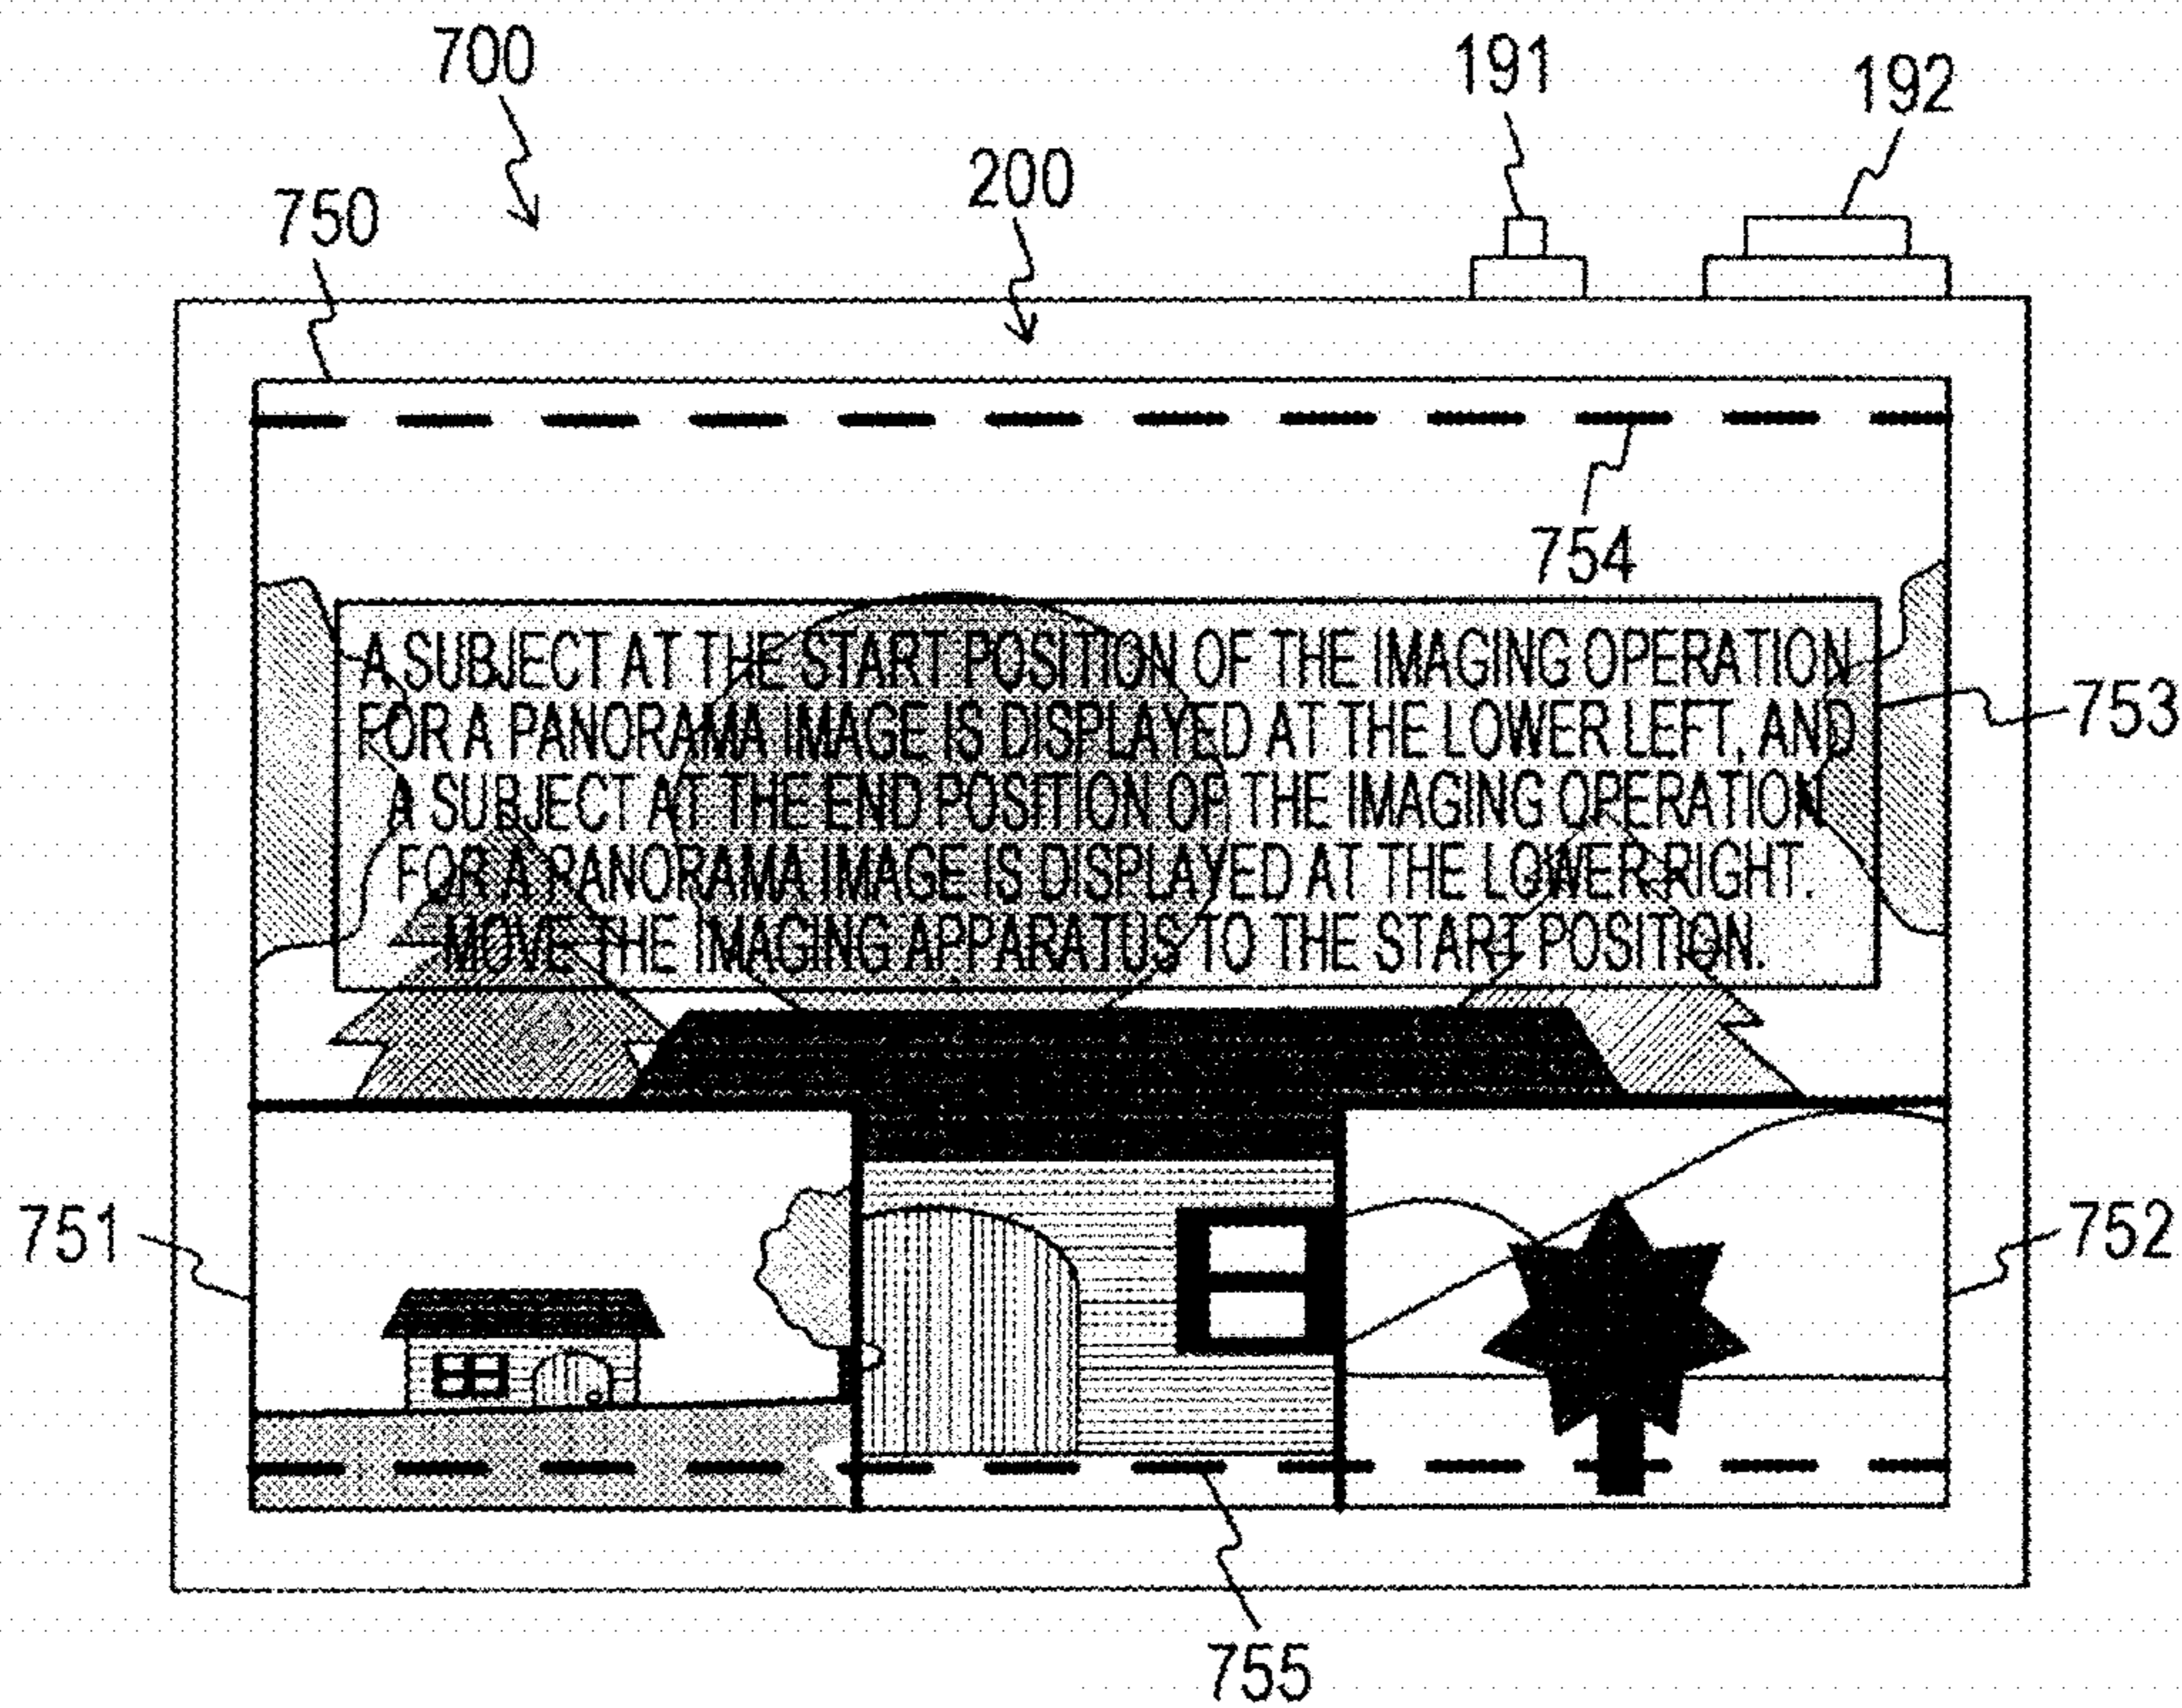 700
191
192
750
200
754
A SUBJECT AT THE START POSITION OF THE IMAGING OPERATION
FOR A PANORAMA IMAGE IS DISPLAYED AT THE LOWER LEFT, AND
A SUBJECT AT THE END POSITION OF THE IMAGING OPERATION
FOR A PANORAMA IMAGE IS DISPLAYED AT THE LOWER RIGHT.
MOVE THE IMAGING APPARATUS TO THE START POSITION.
753
751
752
755